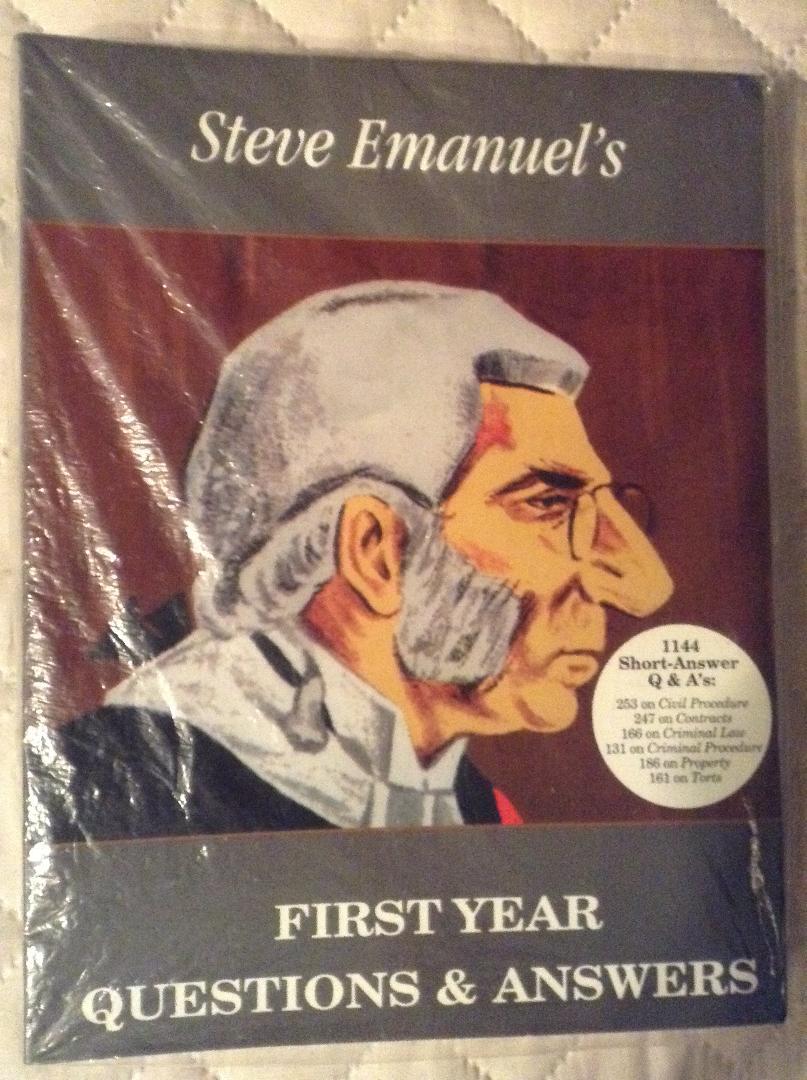 Steve Emanuel's
1144
Short-Answer
Q & A's:
253 on Civil Procedure
247 on Contracts
166 on Criminal Law
131 on Criminal Procedure
186 on Property
161 on Torts
FIRST YEAR
QUESTIONS & ANSWERS